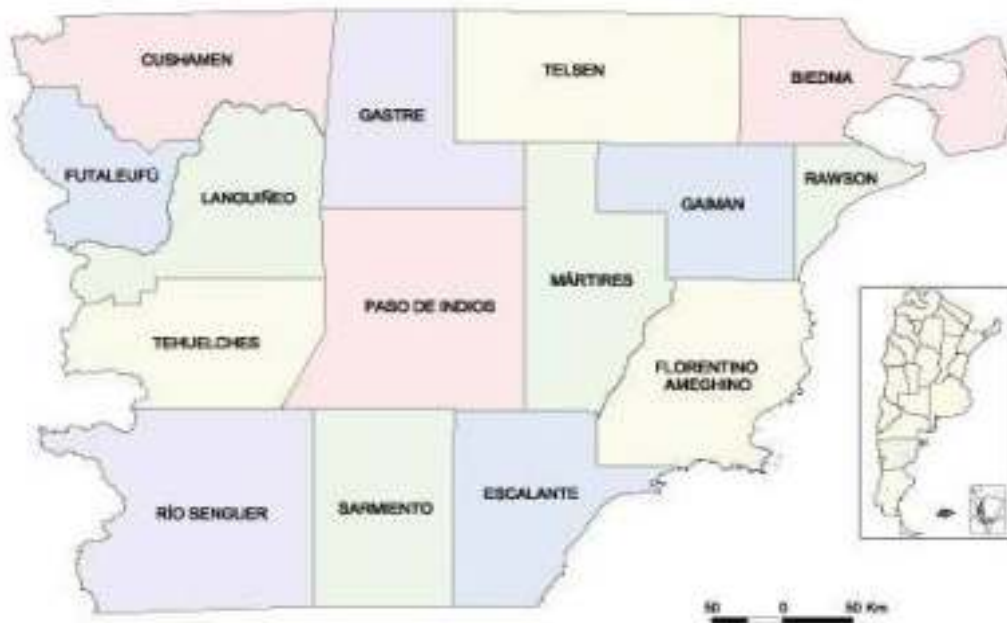 CUSHAMEN
TELSEN
BIEDMA
GASTRE
FUTALEUFÚ
LANGUIÑEO
GAIMAN
RAWSON
MÁRTIRES
PASO DE INDIOS
TEHUELCHES
FLORENTINO
AMEGHINO
ESCALANTE
SARMIENTO
RÍO SENGUER
50 0 50 Km